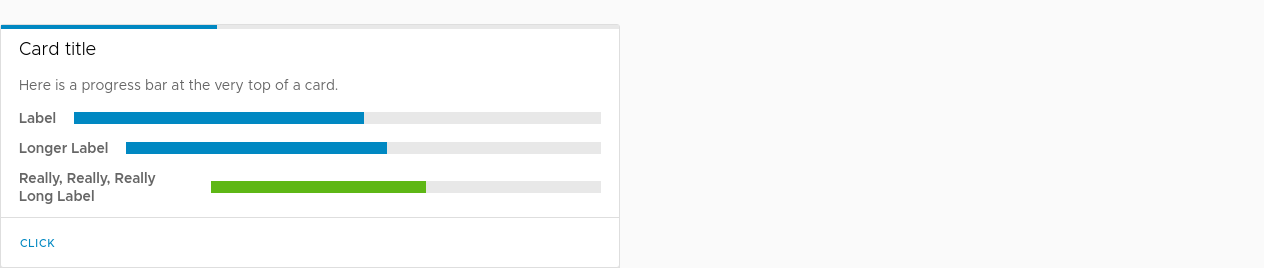 Card title
Here is a progress bar at the very top of a card.
Label
Longer Label
Really, Really, Really
Long Label
CLICK